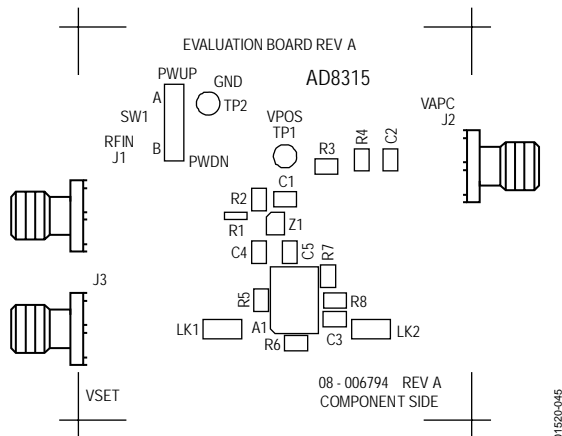 EVALUATION BOARD REV A
PWUP
GND
AD8315
A
SW1
TP2
VPOS
TP1
VAPC
J2
RFIN
J1
B
PWDN
R3
R4
C2
C1
R2
R1
Z1
C4
C5
R7
J3
R5
R8
LK1
A1
C3
LK2
R6
VSET
08 - 006794 REV A
COMPONENT SIDE
01520-045